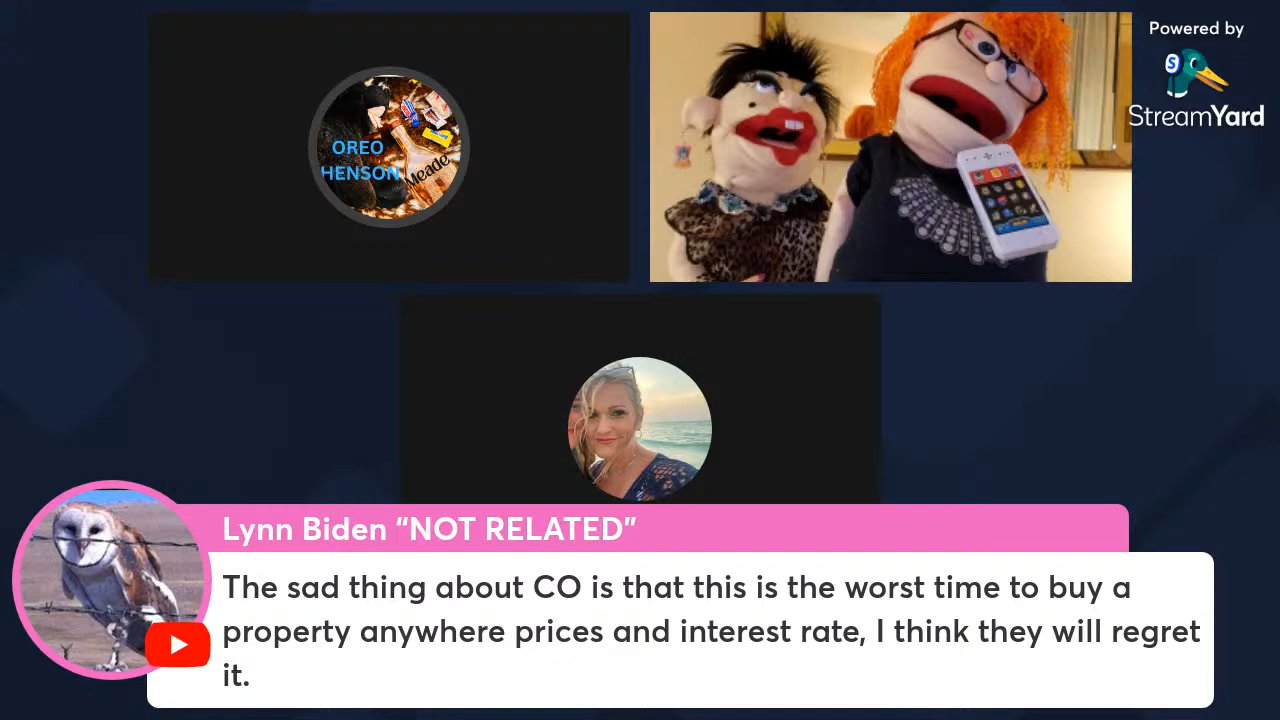 Powered by
S
StreamYard
OREO
HENSON
Meade
Lynn Biden “NOT RELATED”
The sad thing about CO is that this is the worst time to buy a
property anywhere prices and interest rate, I think they will regret
it.